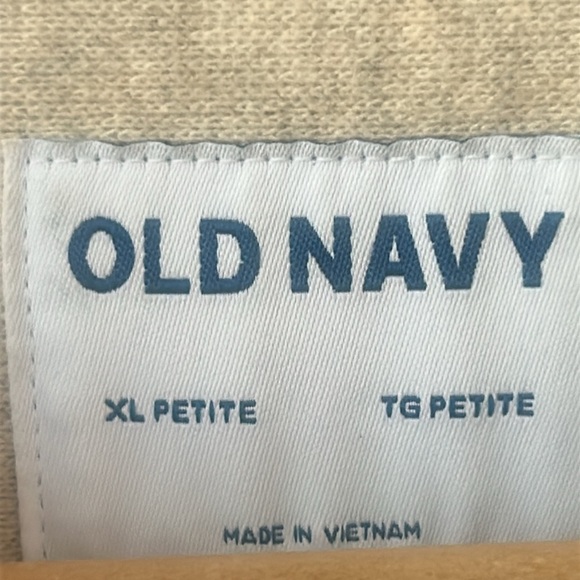 OLD NAVY
XL PETITE TG PETITE
MADE IN VIETNAM